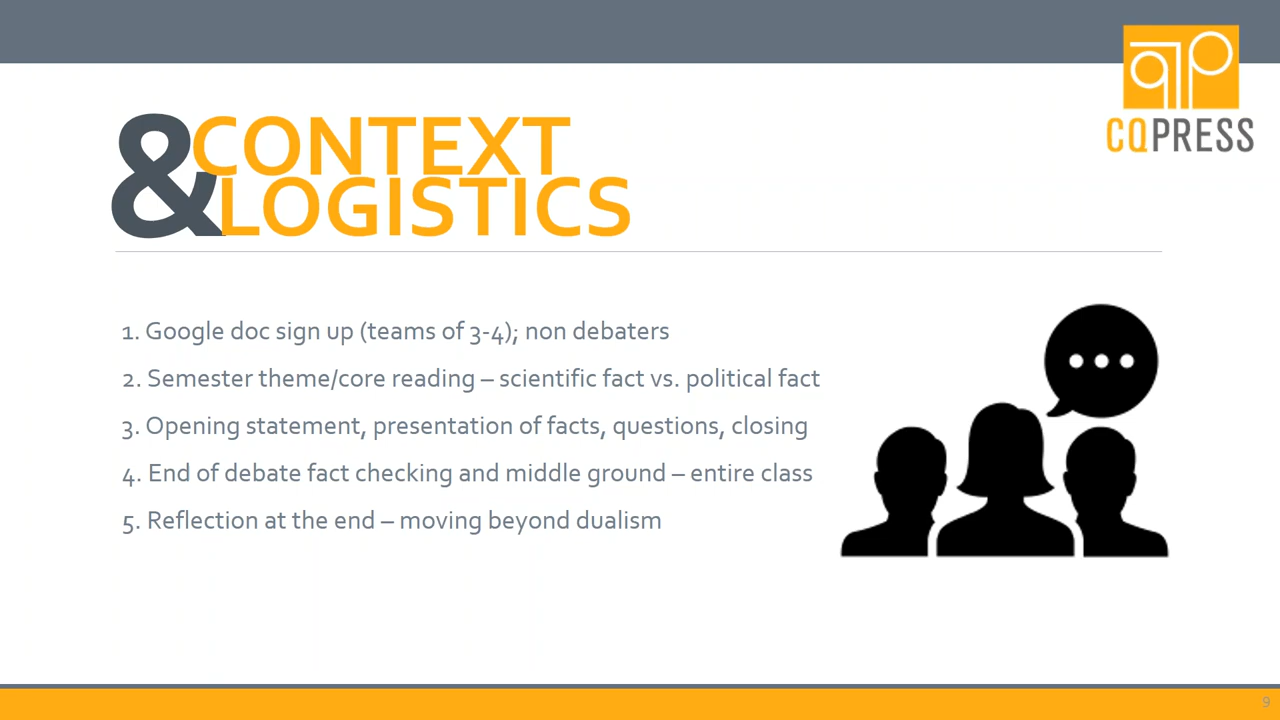 CQPRESS
& CONTEXT
LOGISTICS
1. Google doc sign up (teams of 3-4); non debaters
2. Semester theme/core reading – scientific fact vs. political fact
3. Opening statement, presentation of facts, questions, closing
4. End of debate fact checking and middle ground – entire class
5. Reflection at the end – moving beyond dualism
9